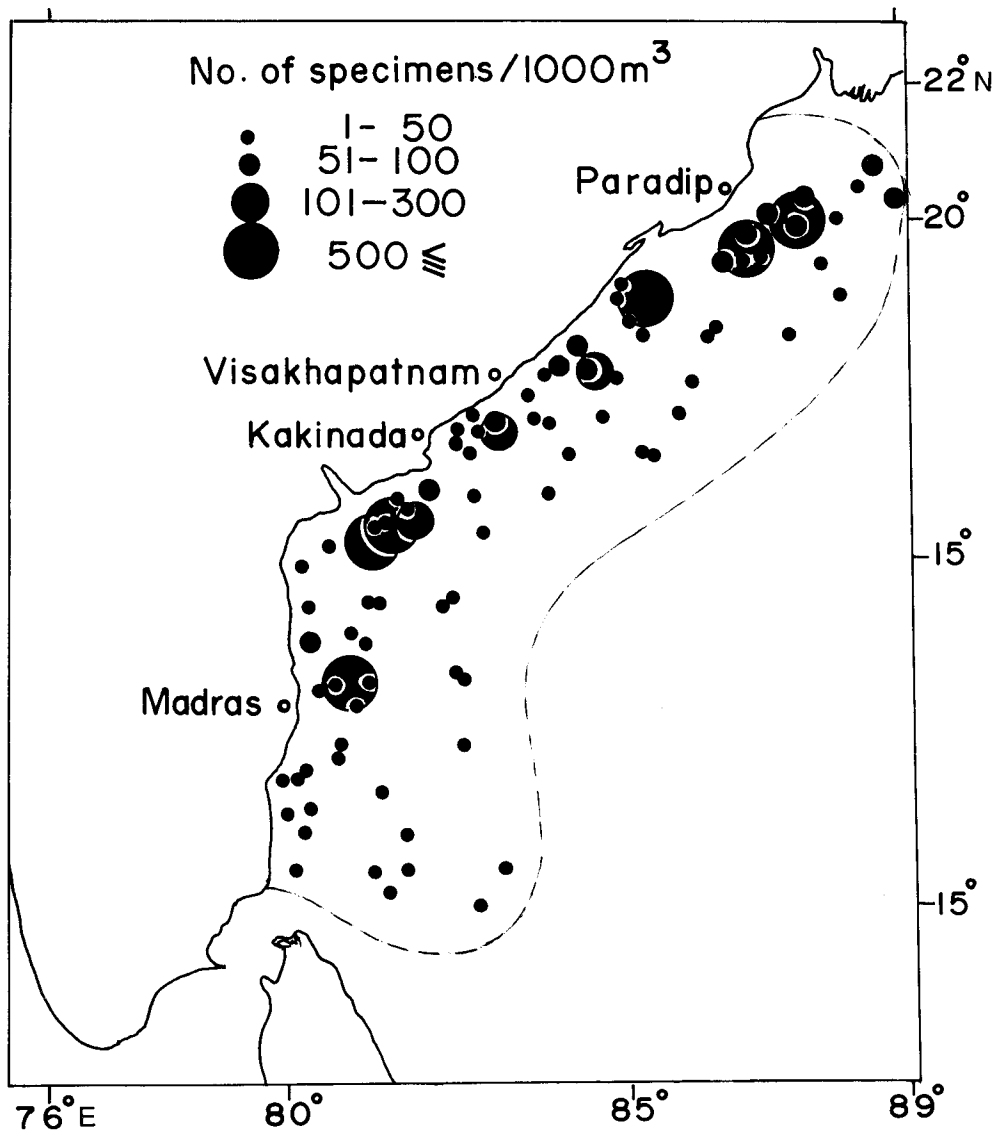 No. of specimens/1000m³
1- 50
51-100
101-300
500 ≦
22°N
Paradip
20°
Visakhapatnam
Kakinada
15°
Madras
15°
76°E
80°
85°
89°